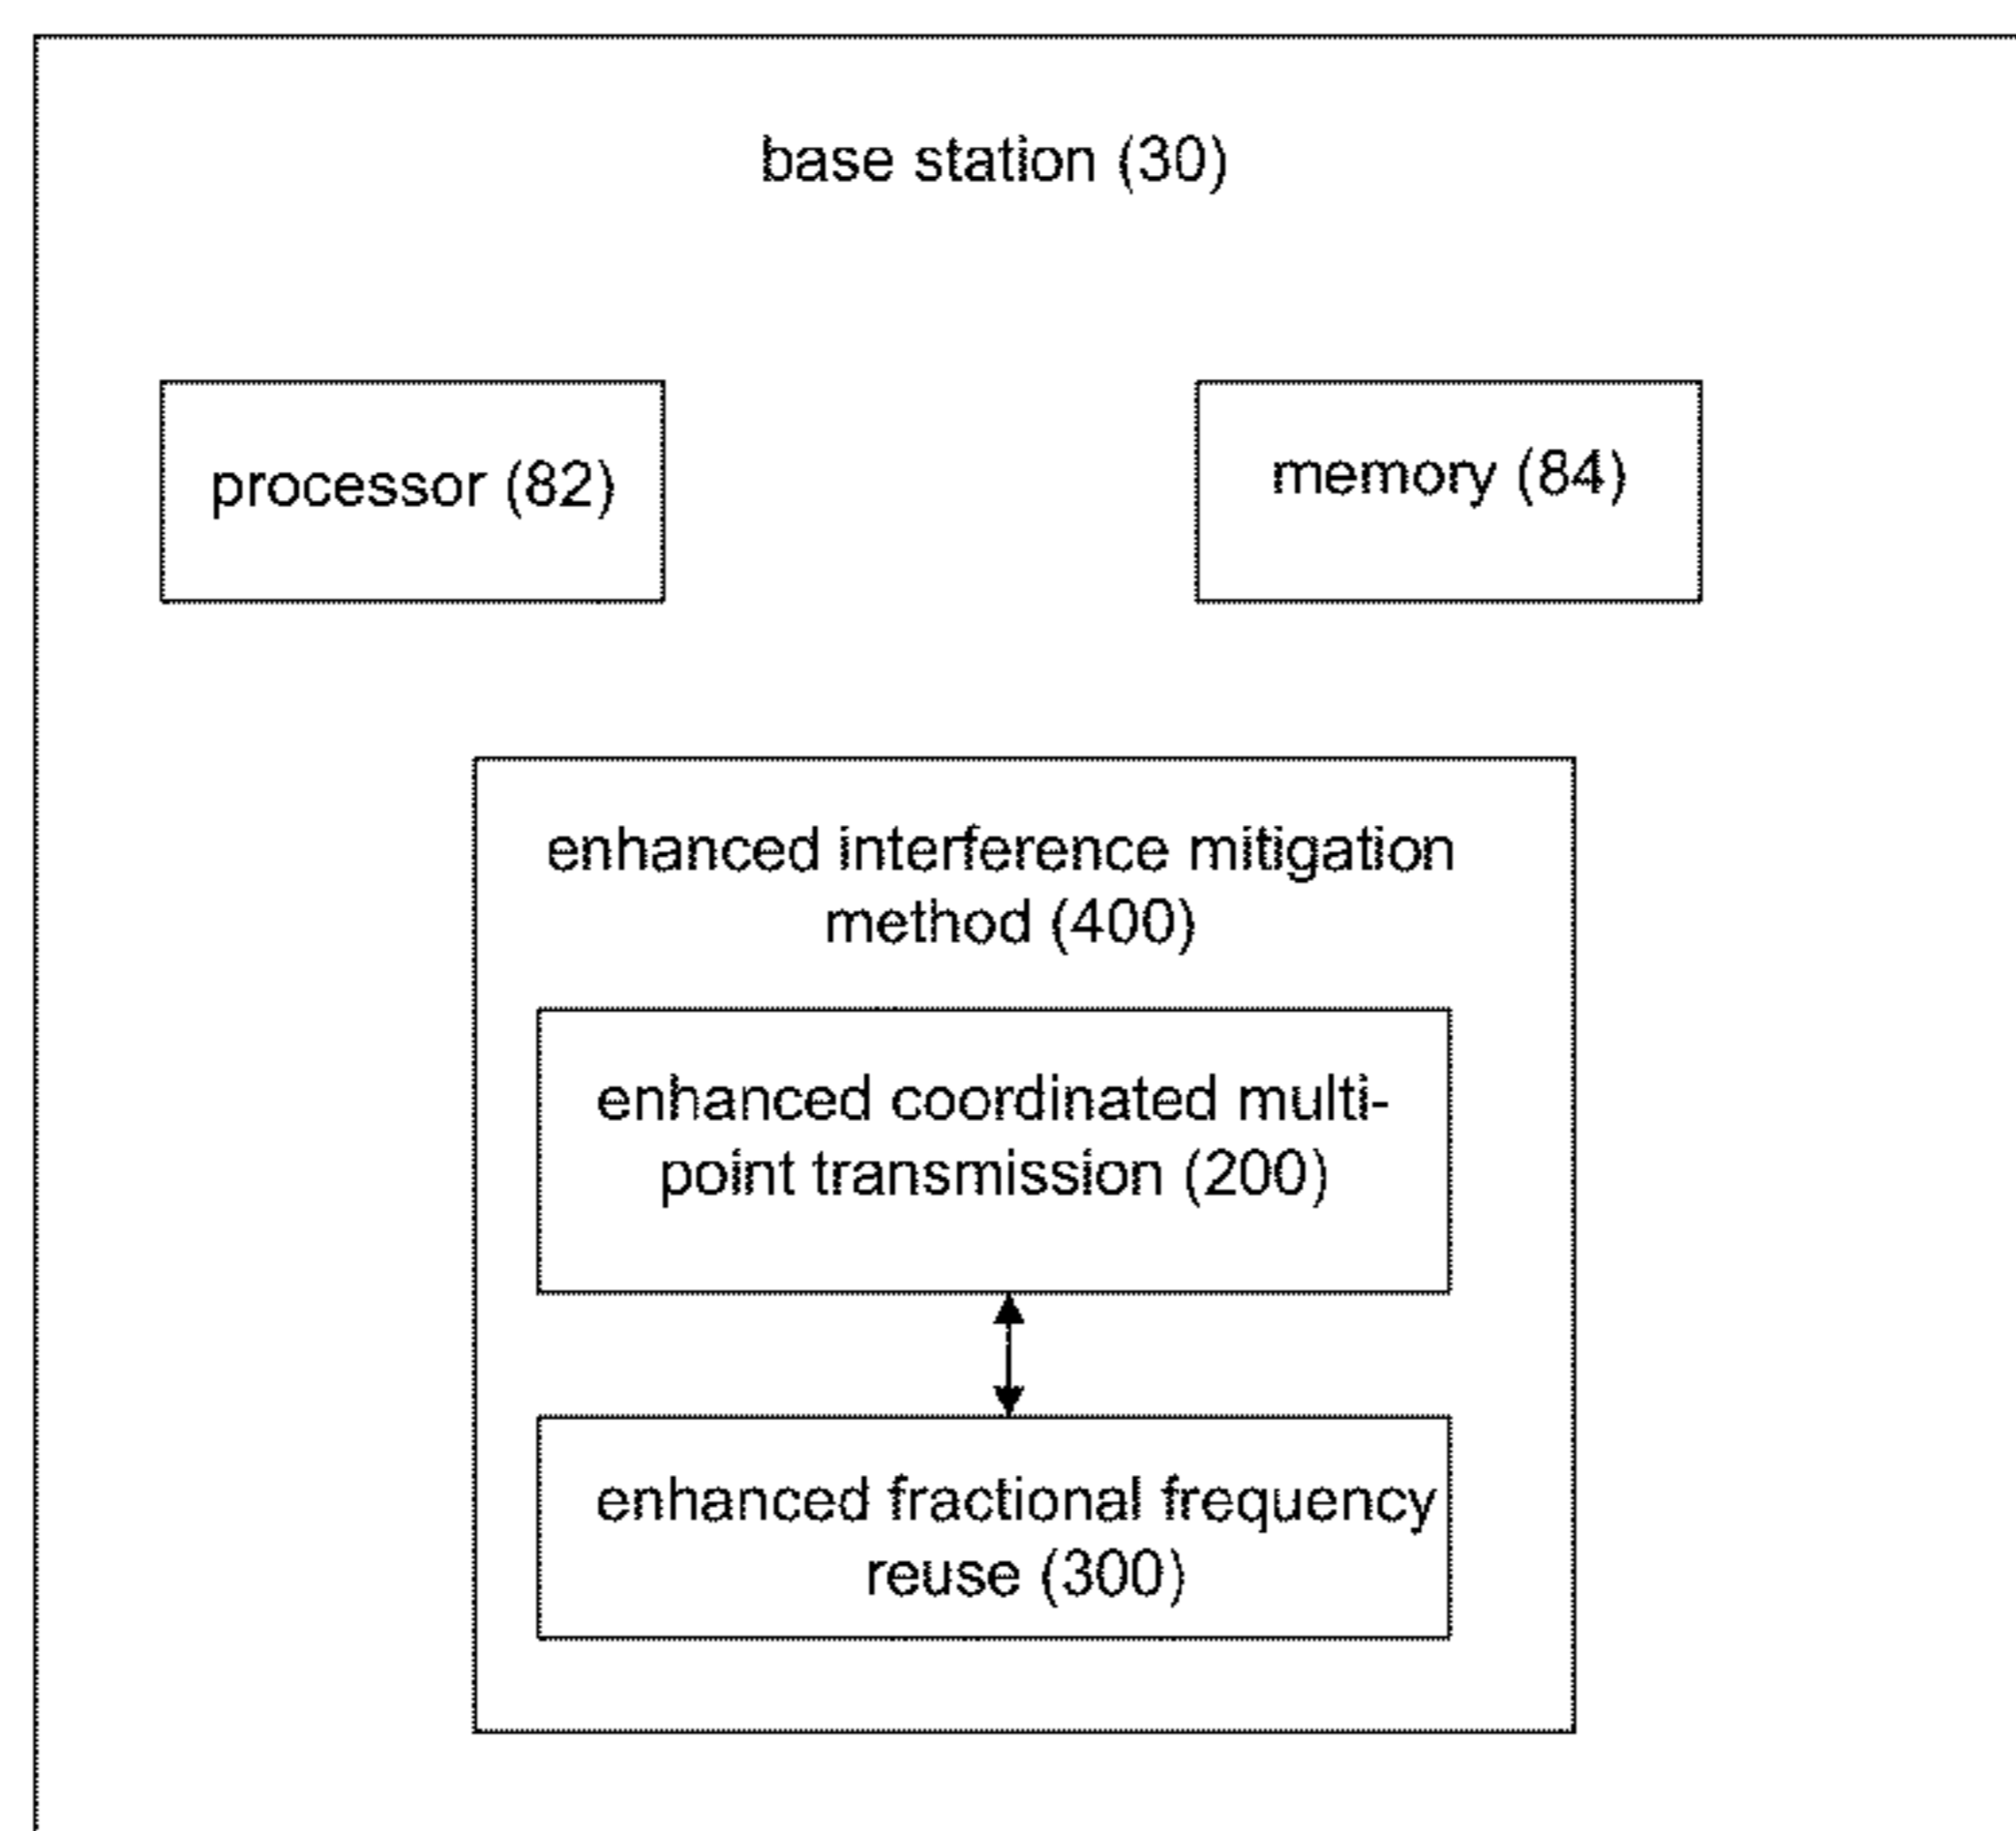 base station (30)
processor (82)
memory (84)
enhanced interference mitigation
method (400)
enhanced coordinated multi-
point transmission (200)
enhanced fractional frequency
reuse (300)